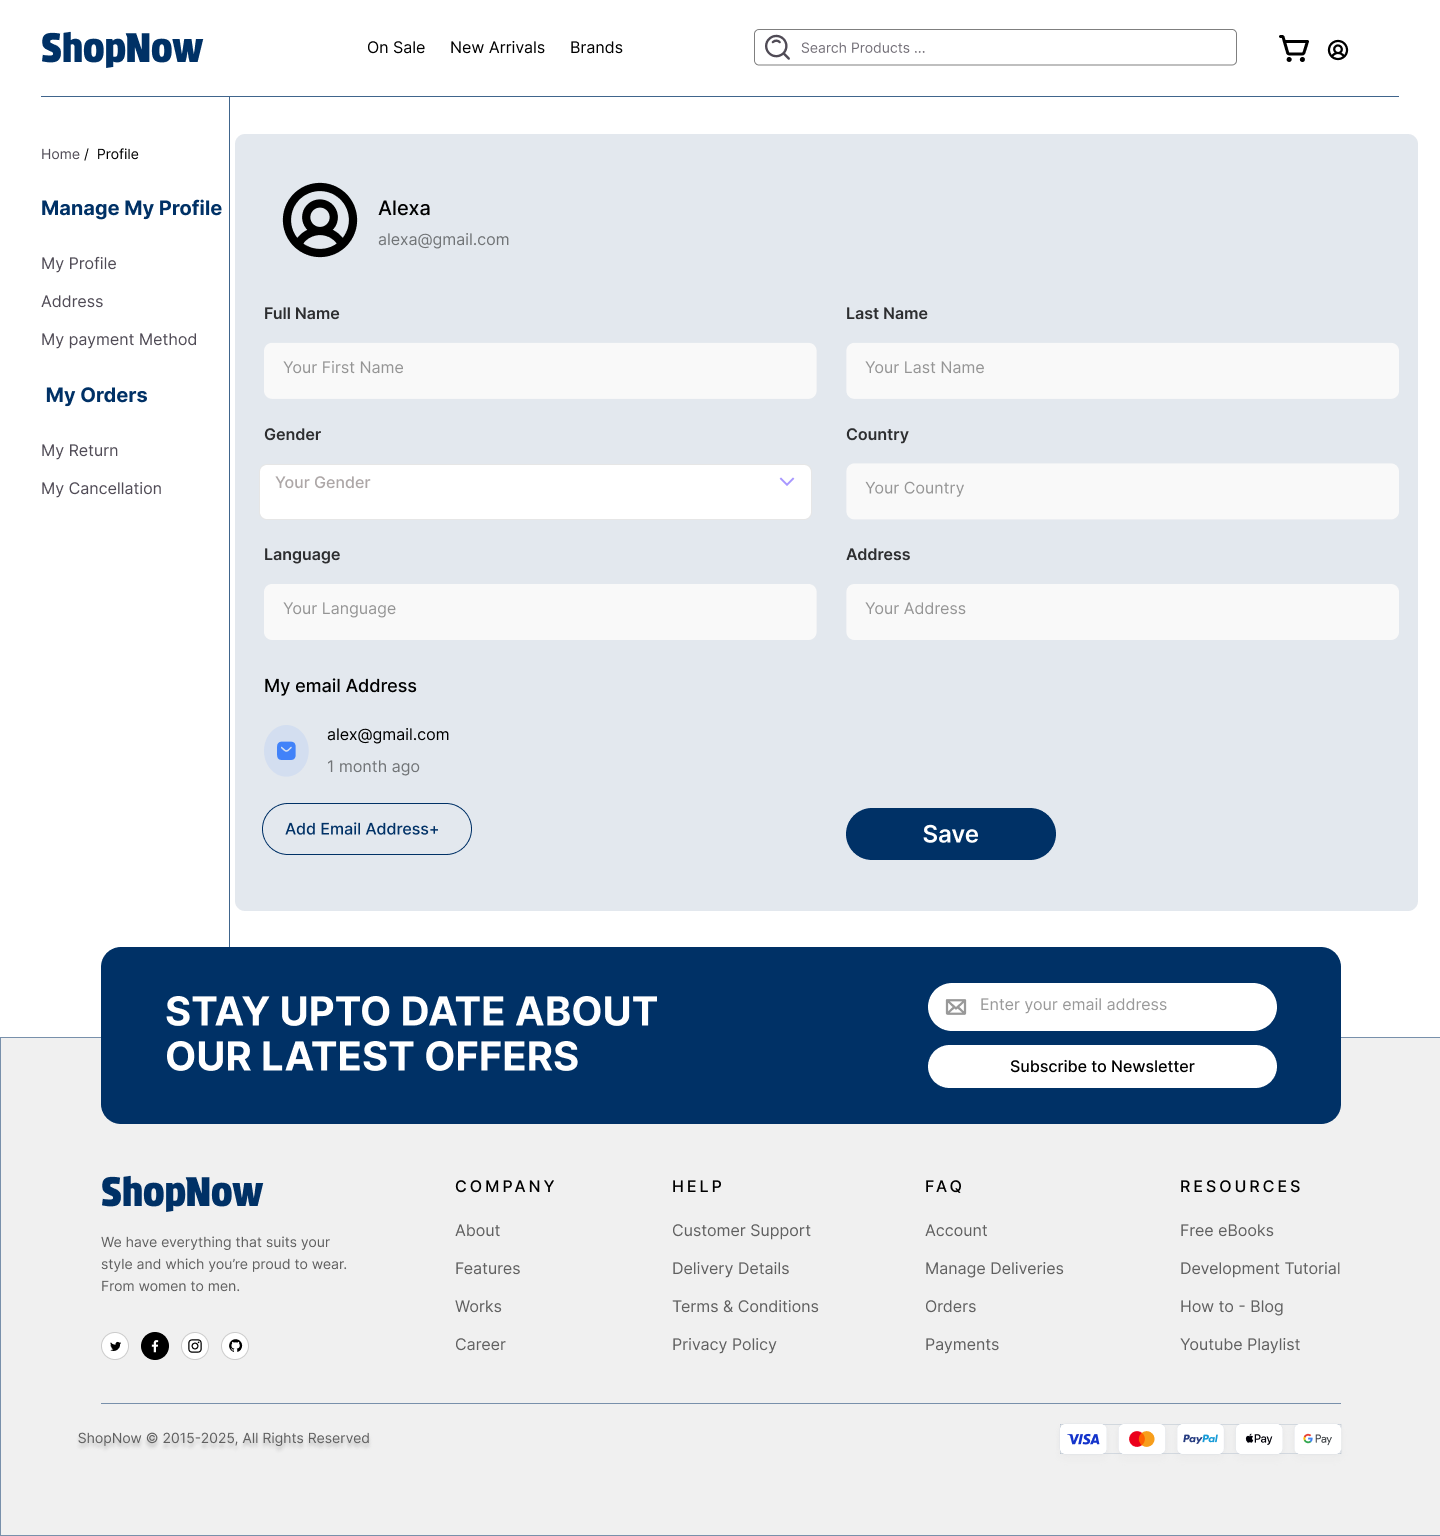 ShopNow
On Sale
New Arrivals
Brands
Search Products ...
Home / Profile
Manage My Profile
My Profile
Address
My payment Method
My Orders
My Return
My Cancellation
Alexa
alexa@gmail.com
Full Name
Last Name
Your First Name
Your Last Name
Gender
Country
Your Gender
Your Country
Language
Address
Your Language
Your Address
My email Address
alex@gmail.com
1 month ago
Add Email Address+
Save
STAY UPTO DATE ABOUT
OUR LATEST OFFERS
Enter your email address
Subscribe to Newsletter
ShopNow
We have everything that suits your
style and which you’re proud to wear.
From women to men.
COMPANY
About
Features
Works
Career
HELP
Customer Support
Delivery Details
Terms & Conditions
Privacy Policy
FAQ
Account
Manage Deliveries
Orders
Payments
RESOURCES
Free eBooks
Development Tutorial
How to - Blog
Youtube Playlist
ShopNow © 2015-2025, All Rights Reserved
VISA
PayPal
Pay
G Pay